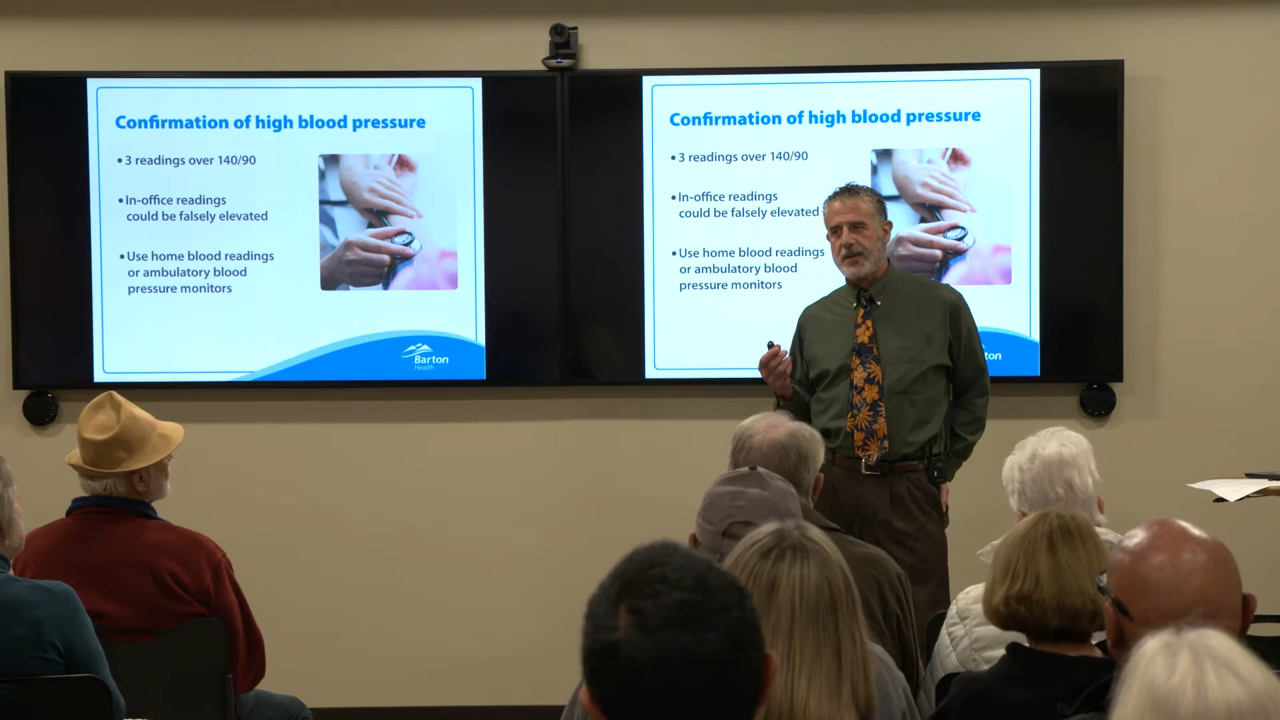 Confirmation of high blood pressure
• 3 readings over 140/90
• In-office readings
could be falsely elevated
• Use home blood readings
or ambulatory blood
pressure monitors
Barton
Health
Confirmation of high blood pressure
• 3 readings over 140/90
• In-office readings
could be falsely elevated
• Use home blood readings
or ambulatory blood
pressure monitors
ton